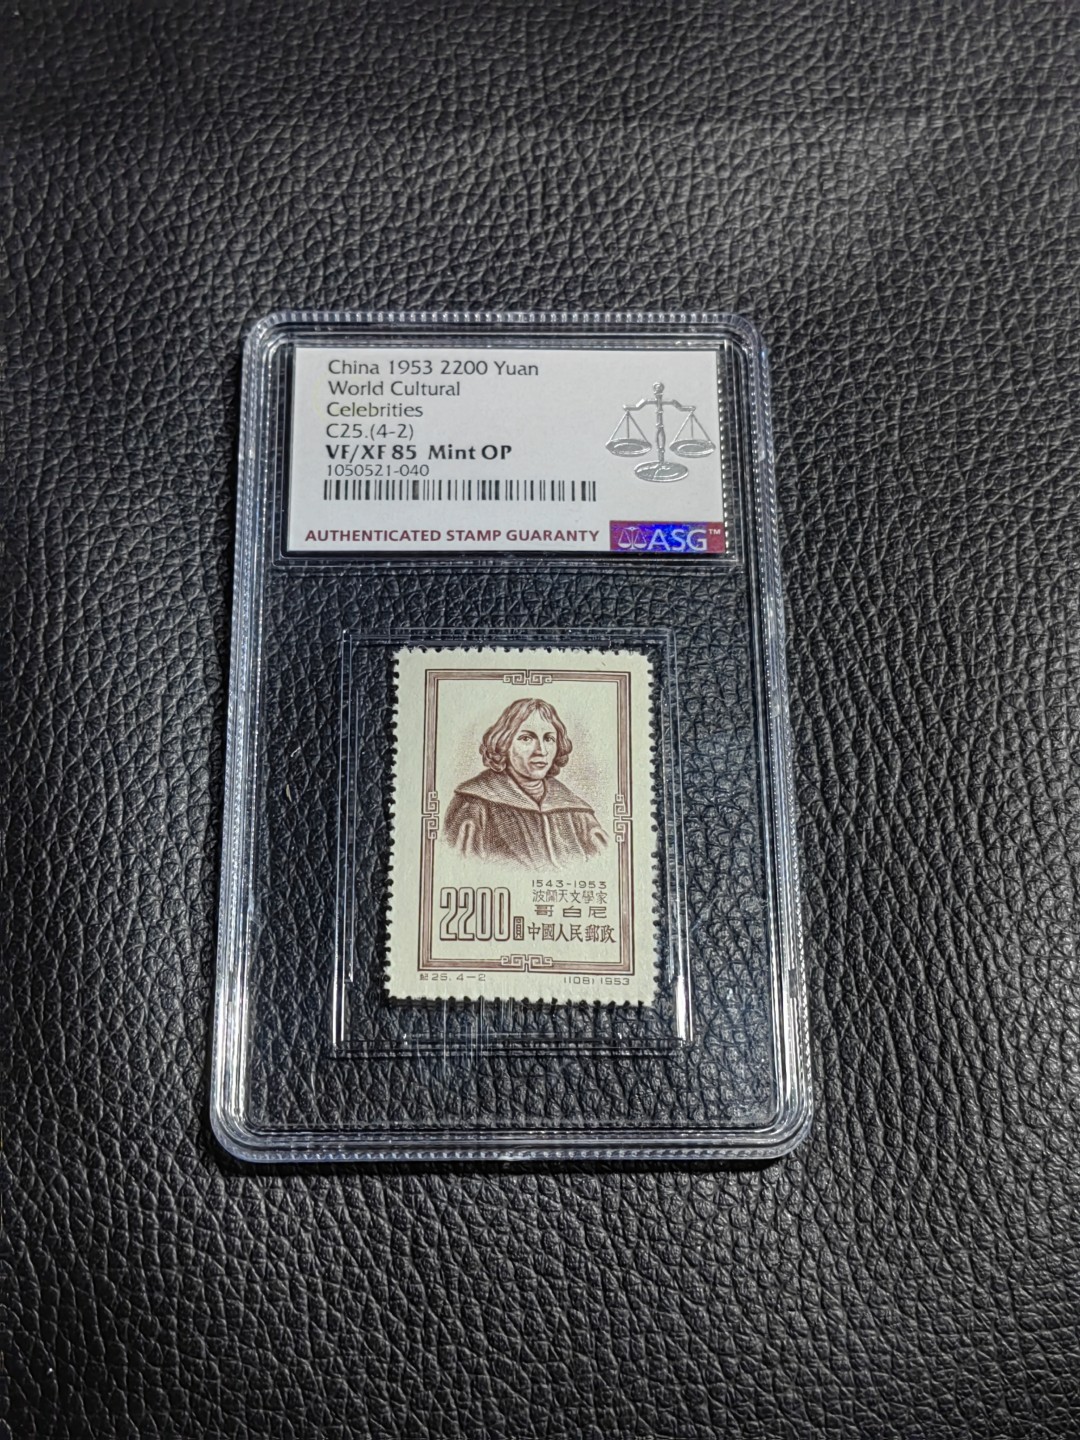 China 1953 2200 Yuan
World Cultural
Celebrities
C25.(4-2)
VF/XF 85 Mint OP
1050521-040
AUTHENTICATED STAMP GUARANTY
ASG™
1543-1953
波蘭天文學家
哥白尼
2200圓
中國人民郵政
紀25.4-2
(108)1953